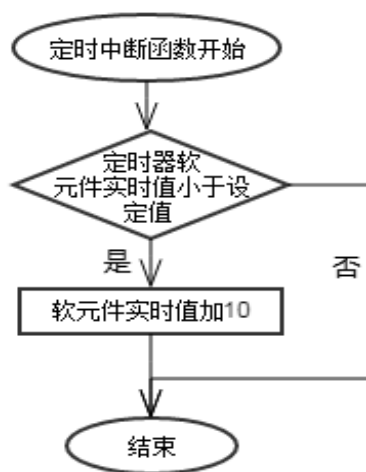 定时中断函数开始
定时器软
元件实时值小于设
定值
是
否
软元件实时值加10
结束